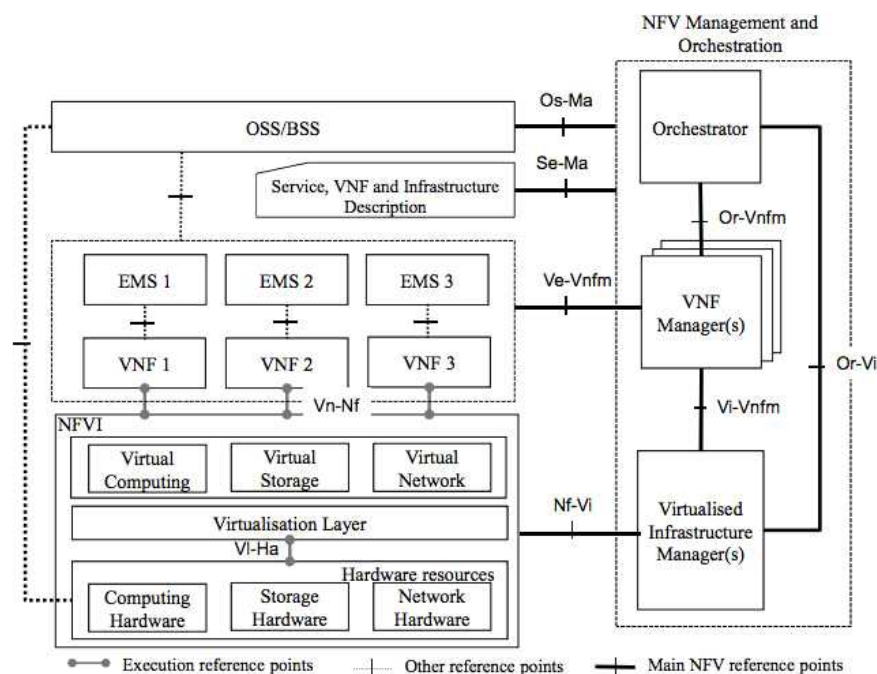 NFV Management and
Orchestration
Os-Ma
OSS/BSS
Orchestrator
Se-Ma
Service, VNF and Infrastructure
Description
Or-Vnfm
EMS 1
EMS 2
EMS 3
Ve-Vnfm
VNF
Manager(s)
VNF 1
VNF 2
VNF 3
Or-Vi
Vn-Nf
Vi-Vnfm
NFVI
Virtual
Computing
Virtual
Storage
Virtual
Network
Nf-Vi
Virtualised
Infrastructure
Manager(s)
Virtualisation Layer
Vl-Ha
Hardware resources
Computing
Hardware
Storage
Hardware
Network
Hardware
Execution reference points
Other reference points
Main NFV reference points